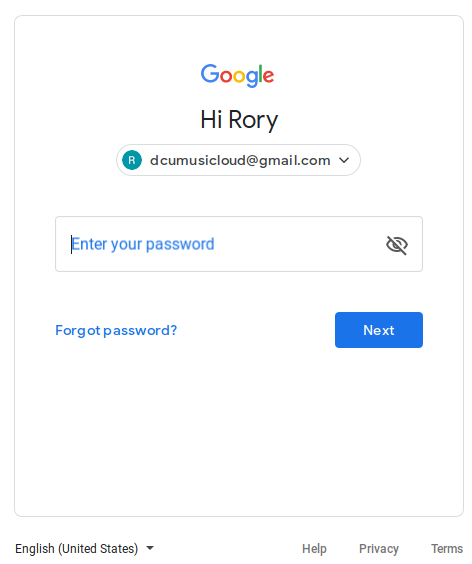 Google
Hi Rory
R dcumusicloud@gmail.com
Enter your password
Forgot password? Next
English (United States) Help Privacy Terms